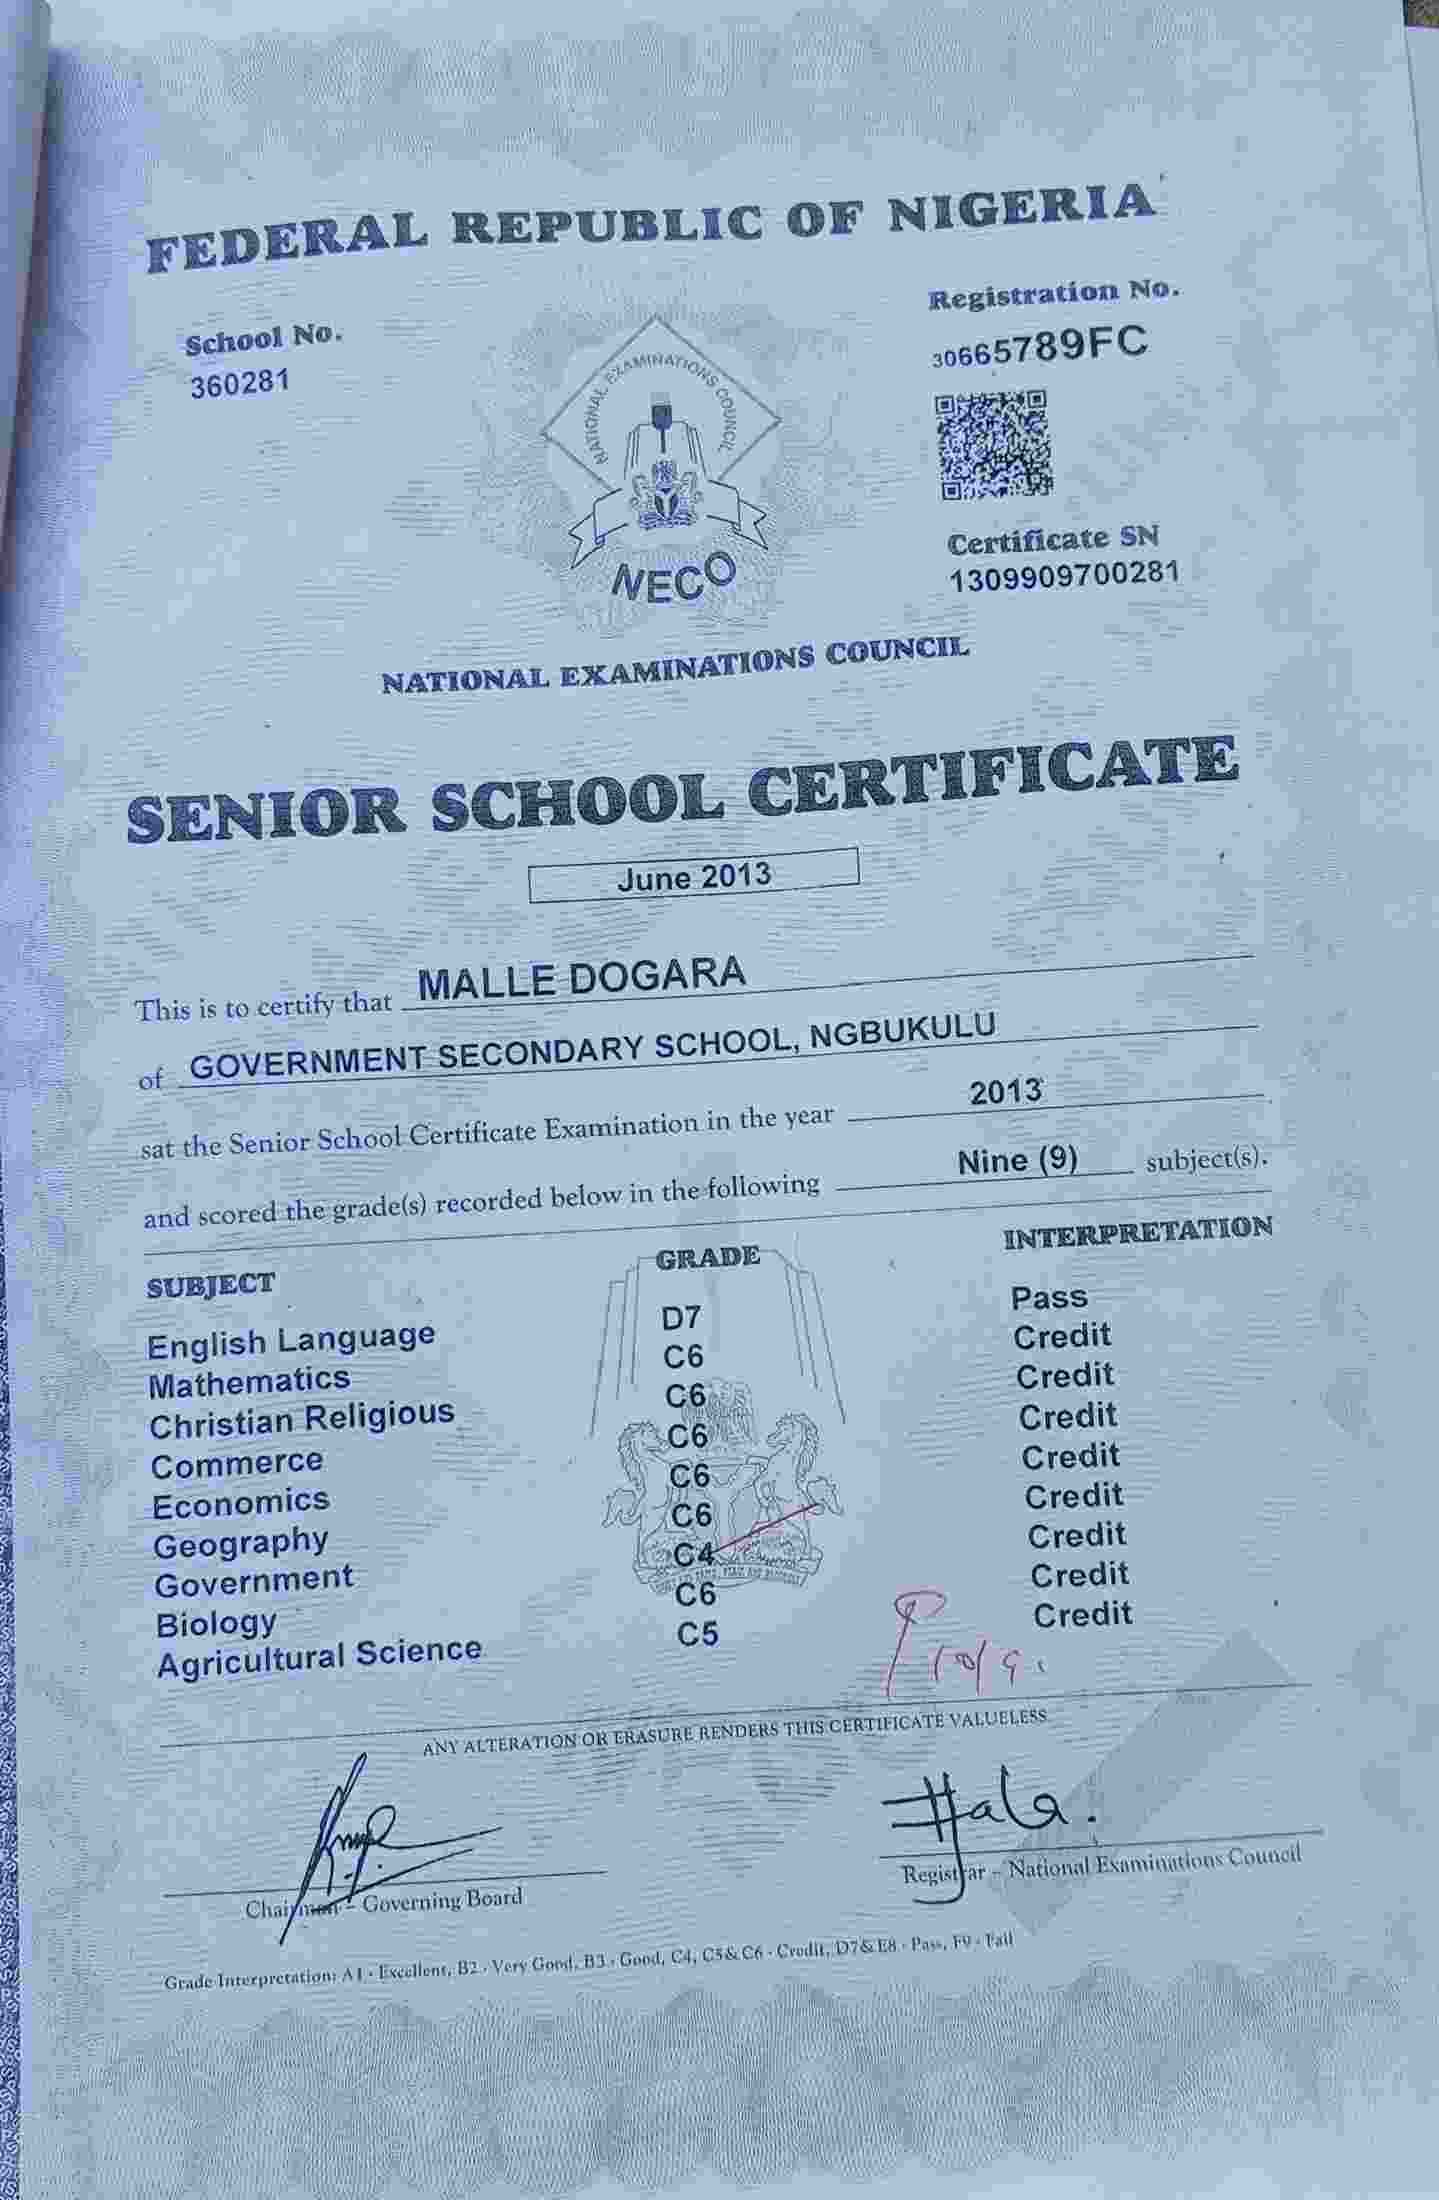 FEDERAL REPUBLIC OF NIGERIA
School No.
360281
Registration No.
30665789FC
NATIONAL EXAMINATIONS COUNCIL
NECO
Certificate SN
1309909700281
NATIONAL EXAMINATIONS COUNCIL
SENIOR SCHOOL CERTIFICATE
June 2013
This is to certify that MALLE DOGARA
of GOVERNMENT SECONDARY SCHOOL, NGBUKULU
sat the Senior School Certificate Examination in the year 2013
and scored the grade(s) recorded below in the following Nine (9) subject(s).
SUBJECT GRADE INTERPRETATION
English Language D7 Pass
Mathematics C6 Credit
Christian Religious C6 Credit
Commerce C6 Credit
Economics C6 Credit
Geography C6 Credit
Government C4 Credit
Biology C6 Credit
Agricultural Science C5 Credit
ANY ALTERATION OR ERASURE RENDERS THIS CERTIFICATE VALUELESS
Chairman - Governing Board
Registrar - National Examinations Council
Grade Interpretation: A1 - Excellent, B2 - Very Good, B3 - Good, C4, C5 & C6 - Credit, D7 & E8 - Pass, F9 - Fail